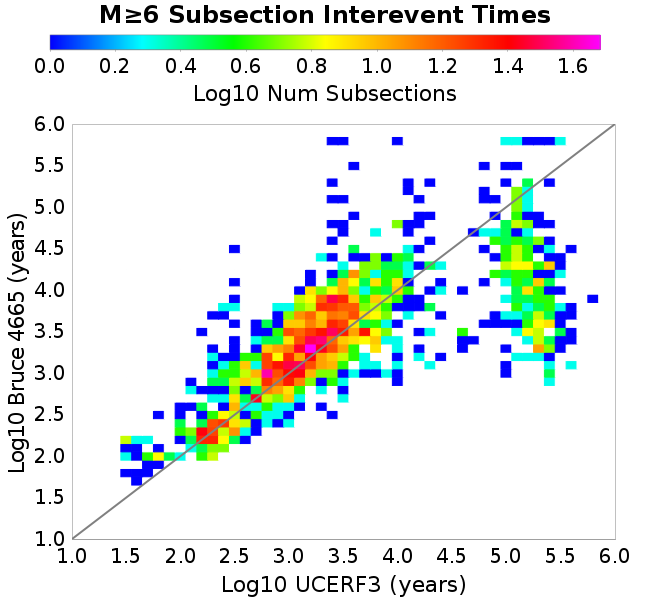 M≥6 Subsection Interevent Times
0.0 0.2 0.4 0.6 0.8 1.0 1.2 1.4 1.6
Log10 Num Subsections
6.0
5.5
5.0
4.5
4.0
3.5
3.0
2.5
2.0
1.5
1.0
Log10 Bruce 4665 (years)
1.0 1.5 2.0 2.5 3.0 3.5 4.0 4.5 5.0 5.5 6.0
Log10 UCERF3 (years)